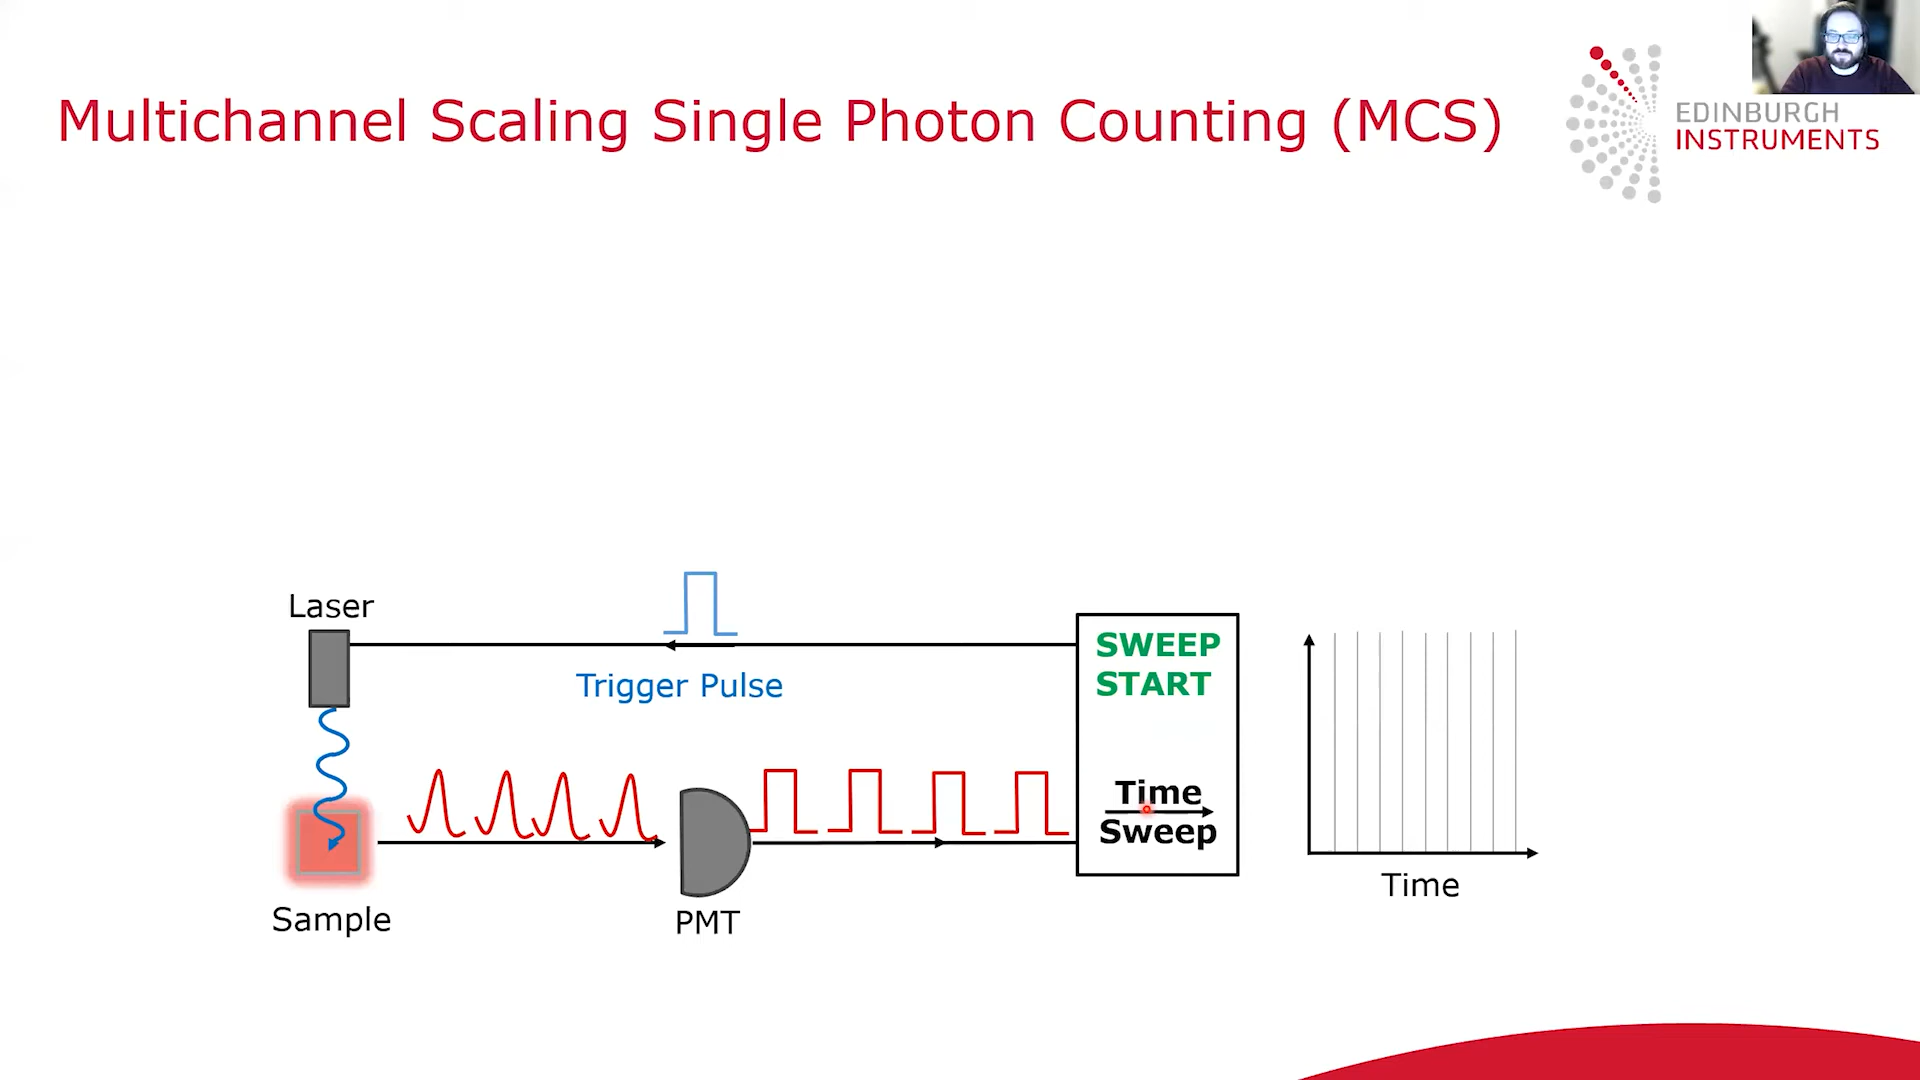 Multichannel Scaling Single Photon Counting (MCS)
EDINBURGH
INSTRUMENTS
Laser
Trigger Pulse
SWEEP
START
Time
Sweep
Time
Sample
PMT